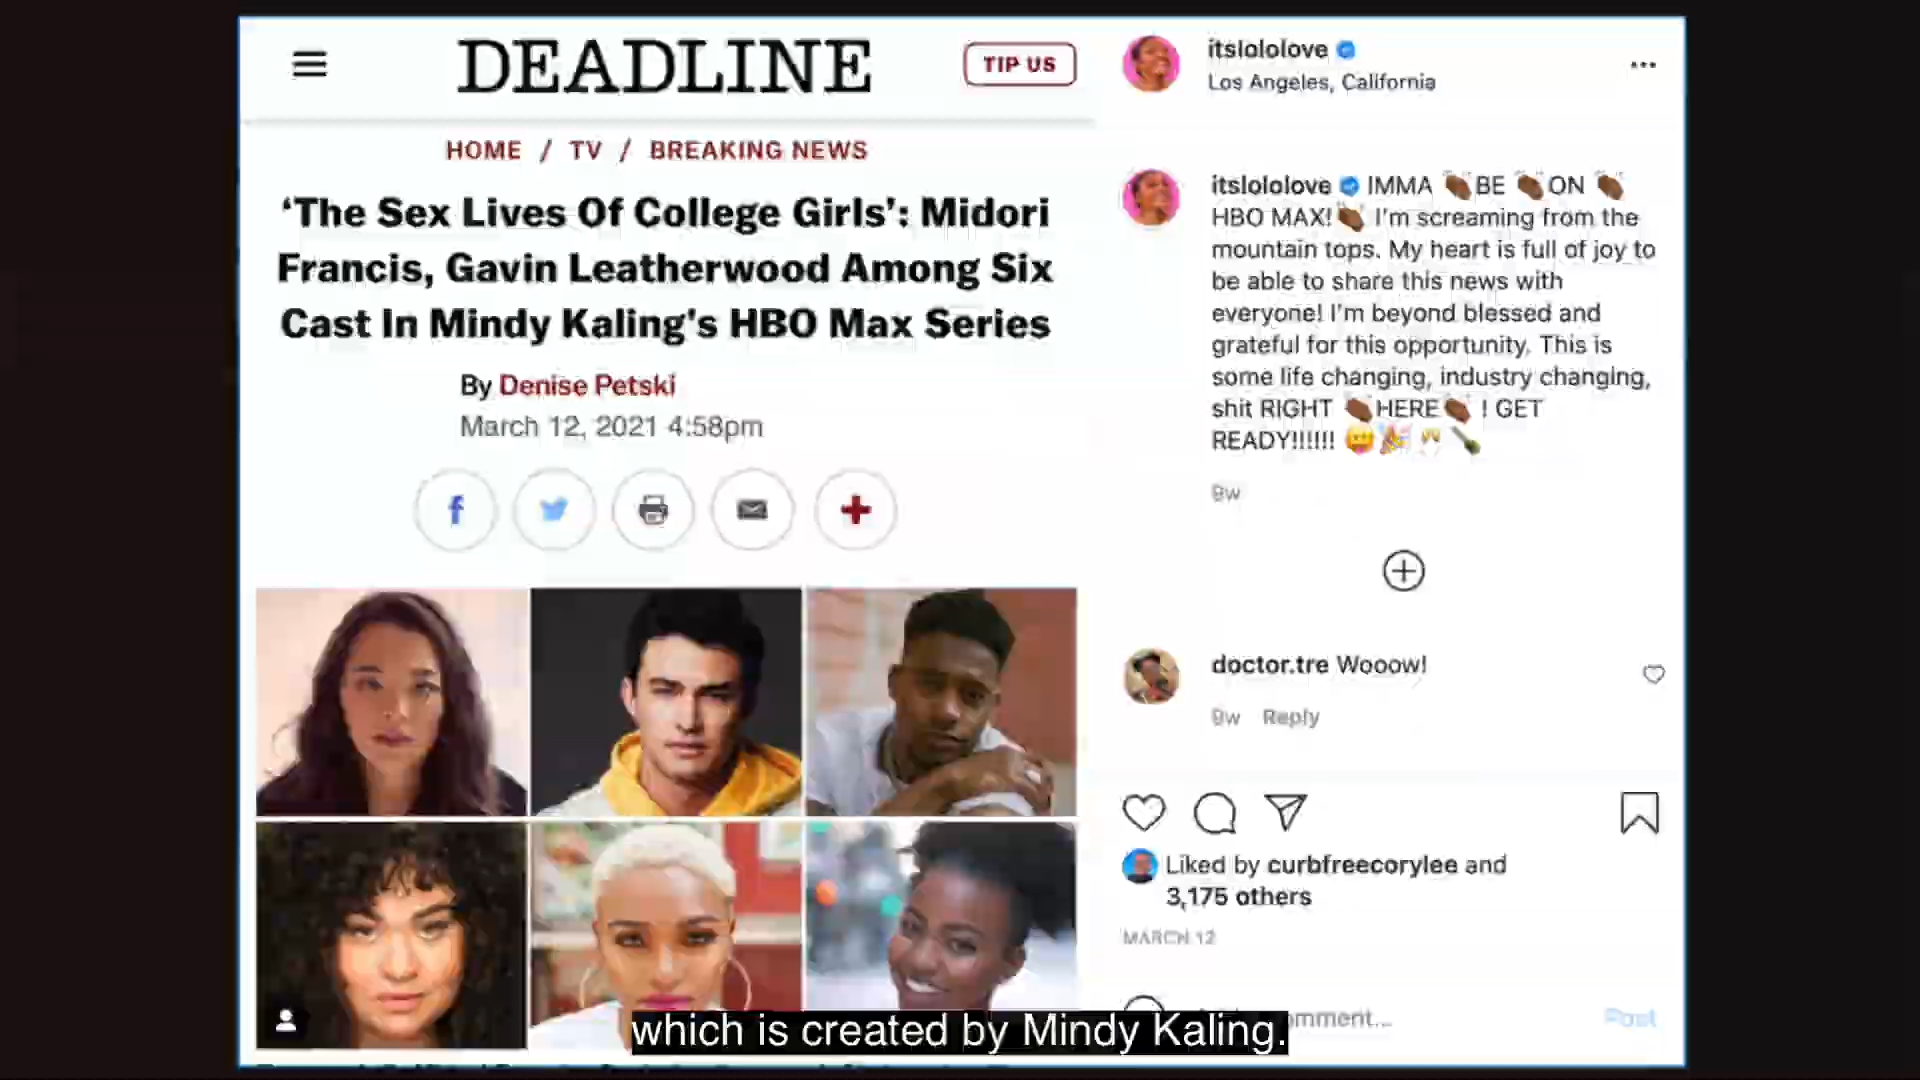 DEADLINE
TIP US
HOME / TV / BREAKING NEWS
‘The Sex Lives Of College Girls’: Midori
Francis, Gavin Leatherwood Among Six
Cast In Mindy Kaling’s HBO Max Series
By Denise Petski
March 12, 2021 4:58pm
itslololove
Los Angeles, California
itslololove IMMA 👏🏾BE 👏🏾ON 👏🏾
HBO MAX!👏🏾 I’m screaming from the
mountain tops. My heart is full of joy to
be able to share this news with
everyone! I’m beyond blessed and
grateful for this opportunity. This is
some life changing, industry changing,
shit RIGHT 👏🏾HERE👏🏾 ! GET
READY!!!!!!
9w
doctor.tre Wooow!
9w Reply
Liked by curbfreecorylee and
3,175 others
MARCH 12
omment...
Post
which is created by Mindy Kaling.